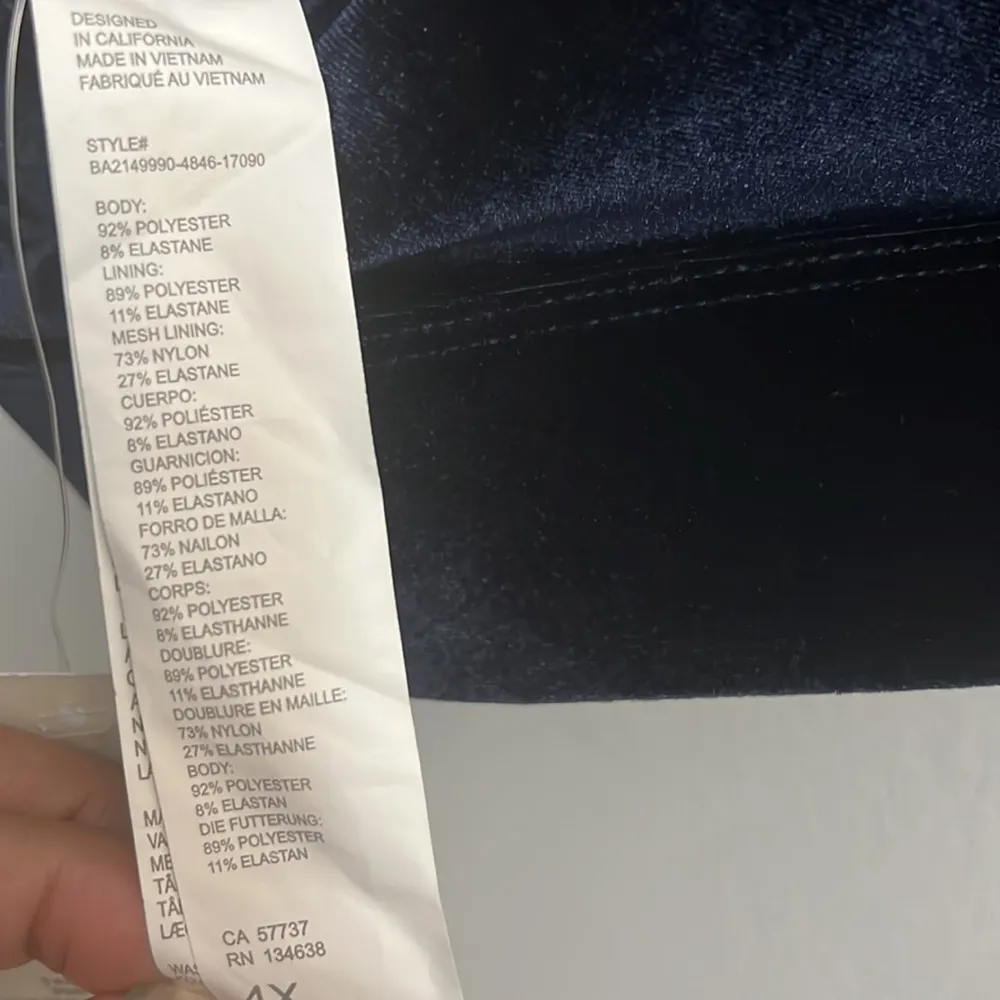 DESIGNED
IN CALIFORNIA
MADE IN VIETNAM
FABRIQUÉ AU VIETNAM
STYLE#
BA2149990-4846-17090
BODY:
92% POLYESTER
8% ELASTANE
LINING:
89% POLYESTER
11% ELASTANE
MESH LINING:
73% NYLON
27% ELASTANE
CUERPO:
92% POLIÉSTER
8% ELASTANO
GUARNICION:
89% POLIÉSTER
11% ELASTANO
FORRO DE MALLA:
73% NAILON
27% ELASTANO
CORPS:
92% POLYESTER
8% ELASTHANNE
DOUBLURE:
89% POLYESTER
11% ELASTHANNE
DOUBLURE EN MAILLE:
73% NYLON
27% ELASTHANNE
BODY:
92% POLYESTER
8% ELASTAN
DIE FUTTERUNG:
89% POLYESTER
11% ELASTAN
CA 57737
RN 134638